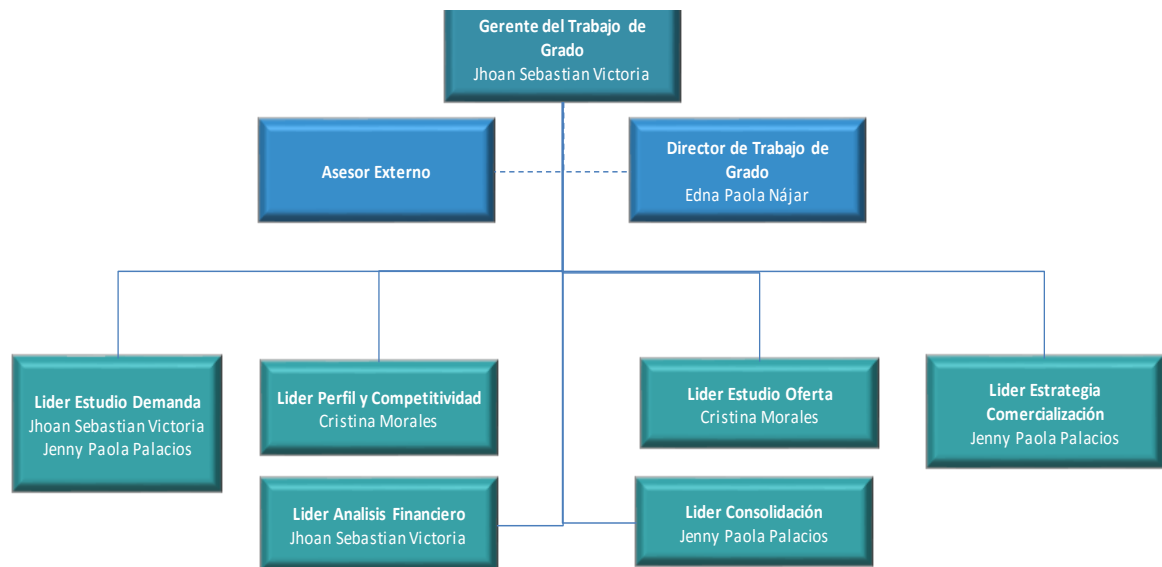 Gerente del Trabajo de
Grado
Jhoan Sebastian Victoria
Asesor Externo
Director de Trabajo de
Grado
Edna Paola Nájar
Lider Estudio Demanda
Jhoan Sebastian Victoria
Jenny Paola Palacios
Lider Perfil y Competitividad
Cristina Morales
Lider Estudio Oferta
Cristina Morales
Lider Estrategia
Comercialización
Jenny Paola Palacios
Lider Analisis Financiero
Jhoan Sebastian Victoria
Lider Consolidación
Jenny Paola Palacios